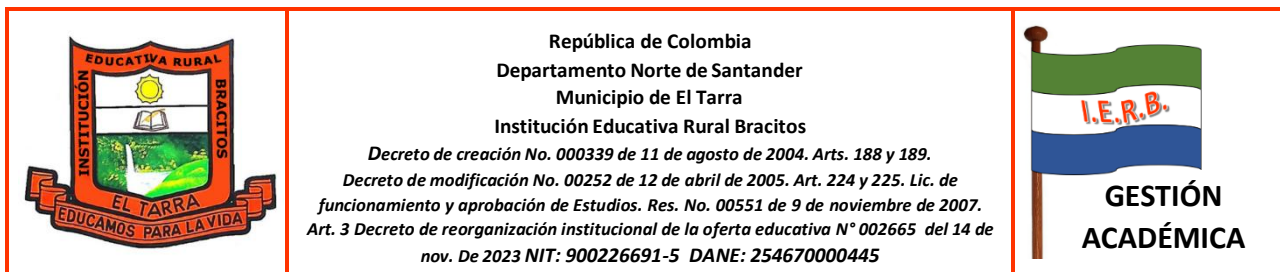 INSTITUCIÓN EDUCATIVA RURAL BRACITOS
EL TARRA
EDUCAMOS PARA LA VIDA
República de Colombia
Departamento Norte de Santander
Municipio de El Tarra
Institución Educativa Rural Bracitos
Decreto de creación No. 000339 de 11 de agosto de 2004. Arts. 188 y 189.
Decreto de modificación No. 00252 de 12 de abril de 2005. Art. 224 y 225. Lic. de
funcionamiento y aprobación de Estudios. Res. No. 00551 de 9 de noviembre de 2007.
Art. 3 Decreto de reorganización institucional de la oferta educativa N° 002665 del 14 de
nov. De 2023 NIT: 900226691-5 DANE: 254670000445
I.E.R.B.
GESTIÓN
ACADÉMICA